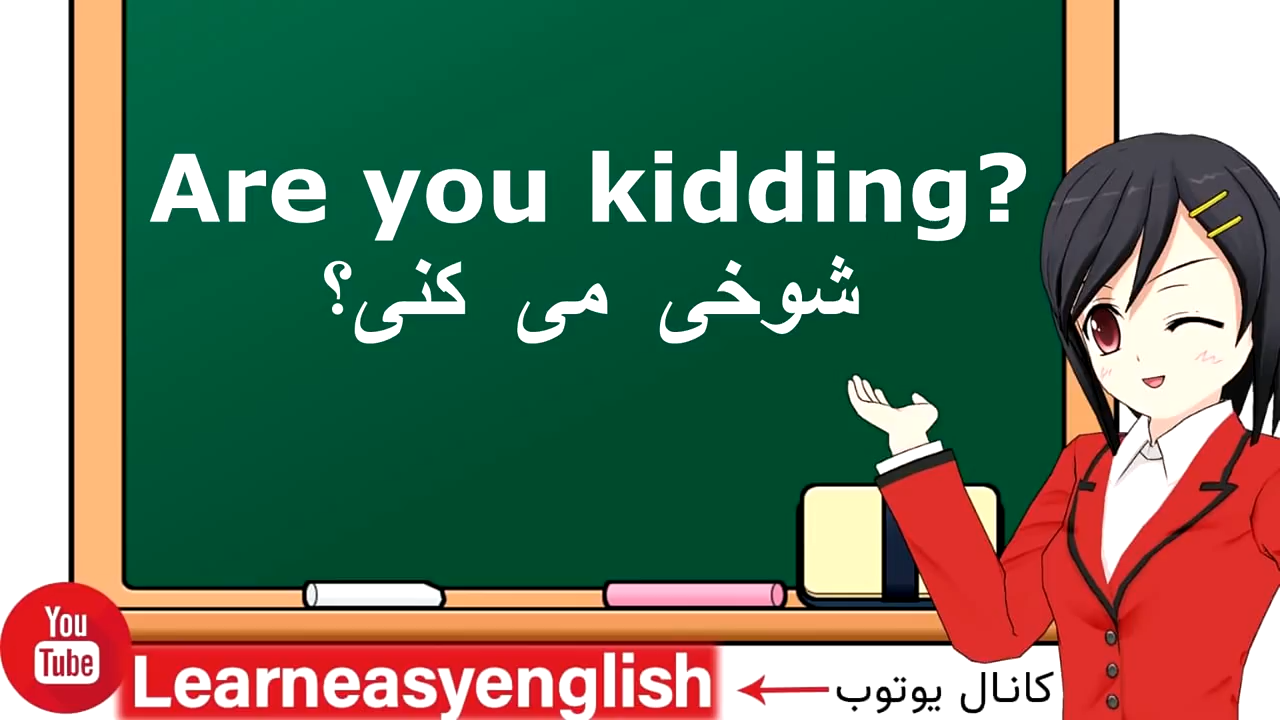 Are you kidding?
شوخی می کنی؟
You
Tube
Learneasyenglish
کانال یوتوب